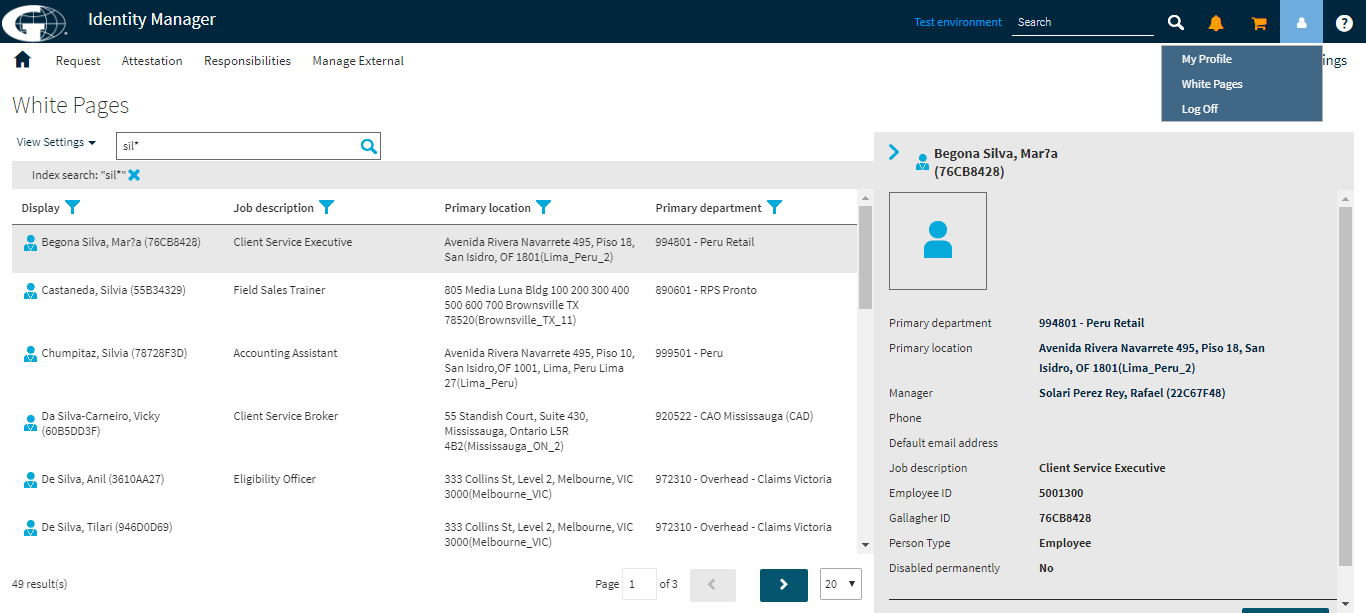 Identity Manager
Test environment
Search
?
Request Attestation Responsibilities Manage External
ings
My Profile
White Pages
Log Off
White Pages
View Settings
sil*
Index search: "sil*"
Display Job description Primary location Primary department
Begona Silva, Mar?a (76CB8428) Client Service Executive Avenida Rivera Navarrete 495, Piso 18, 994801 - Peru Retail
San Isidro, OF 1801(Lima_Peru_2)
Castaneda, Silvia (55B34329) Field Sales Trainer 805 Media Luna Bldg 100 200 300 400 890601 - RPS Pronto
500 600 700 Brownsville TX
78520(Brownsville_TX_11)
Chumpitaz, Silvia (78728F3D) Accounting Assistant Avenida Rivera Navarrete 495, Piso 10, 999501 - Peru
San Isidro,OF 1001, Lima, Peru Lima
27(Lima_Peru)
Da Silva-Carneiro, Vicky Client Service Broker 55 Standish Court, Suite 430, 920522 - CAO Mississauga (CAD)
(60B5DD3F) Mississauga, Ontario L5R
4B2(Mississauga_ON_2)
De Silva, Anil (3610AA27) Eligibility Officer 333 Collins St, Level 2, Melbourne, VIC 972310 - Overhead - Claims Victoria
3000(Melbourne_VIC)
De Silva, Tilari (946D0D69) 333 Collins St, Level 2, Melbourne, VIC 972310 - Overhead - Claims Victoria
3000(Melbourne_VIC)
49 result(s)
Page 1 of 3
20
Begona Silva, Mar?a
(76CB8428)
Primary department 994801 - Peru Retail
Primary location Avenida Rivera Navarrete 495, Piso 18, San
Isidro, OF 1801(Lima_Peru_2)
Manager Solari Perez Rey, Rafael (22C67F48)
Phone
Default email address
Job description Client Service Executive
Employee ID 5001300
Gallagher ID 76CB8428
Person Type Employee
Disabled permanently No